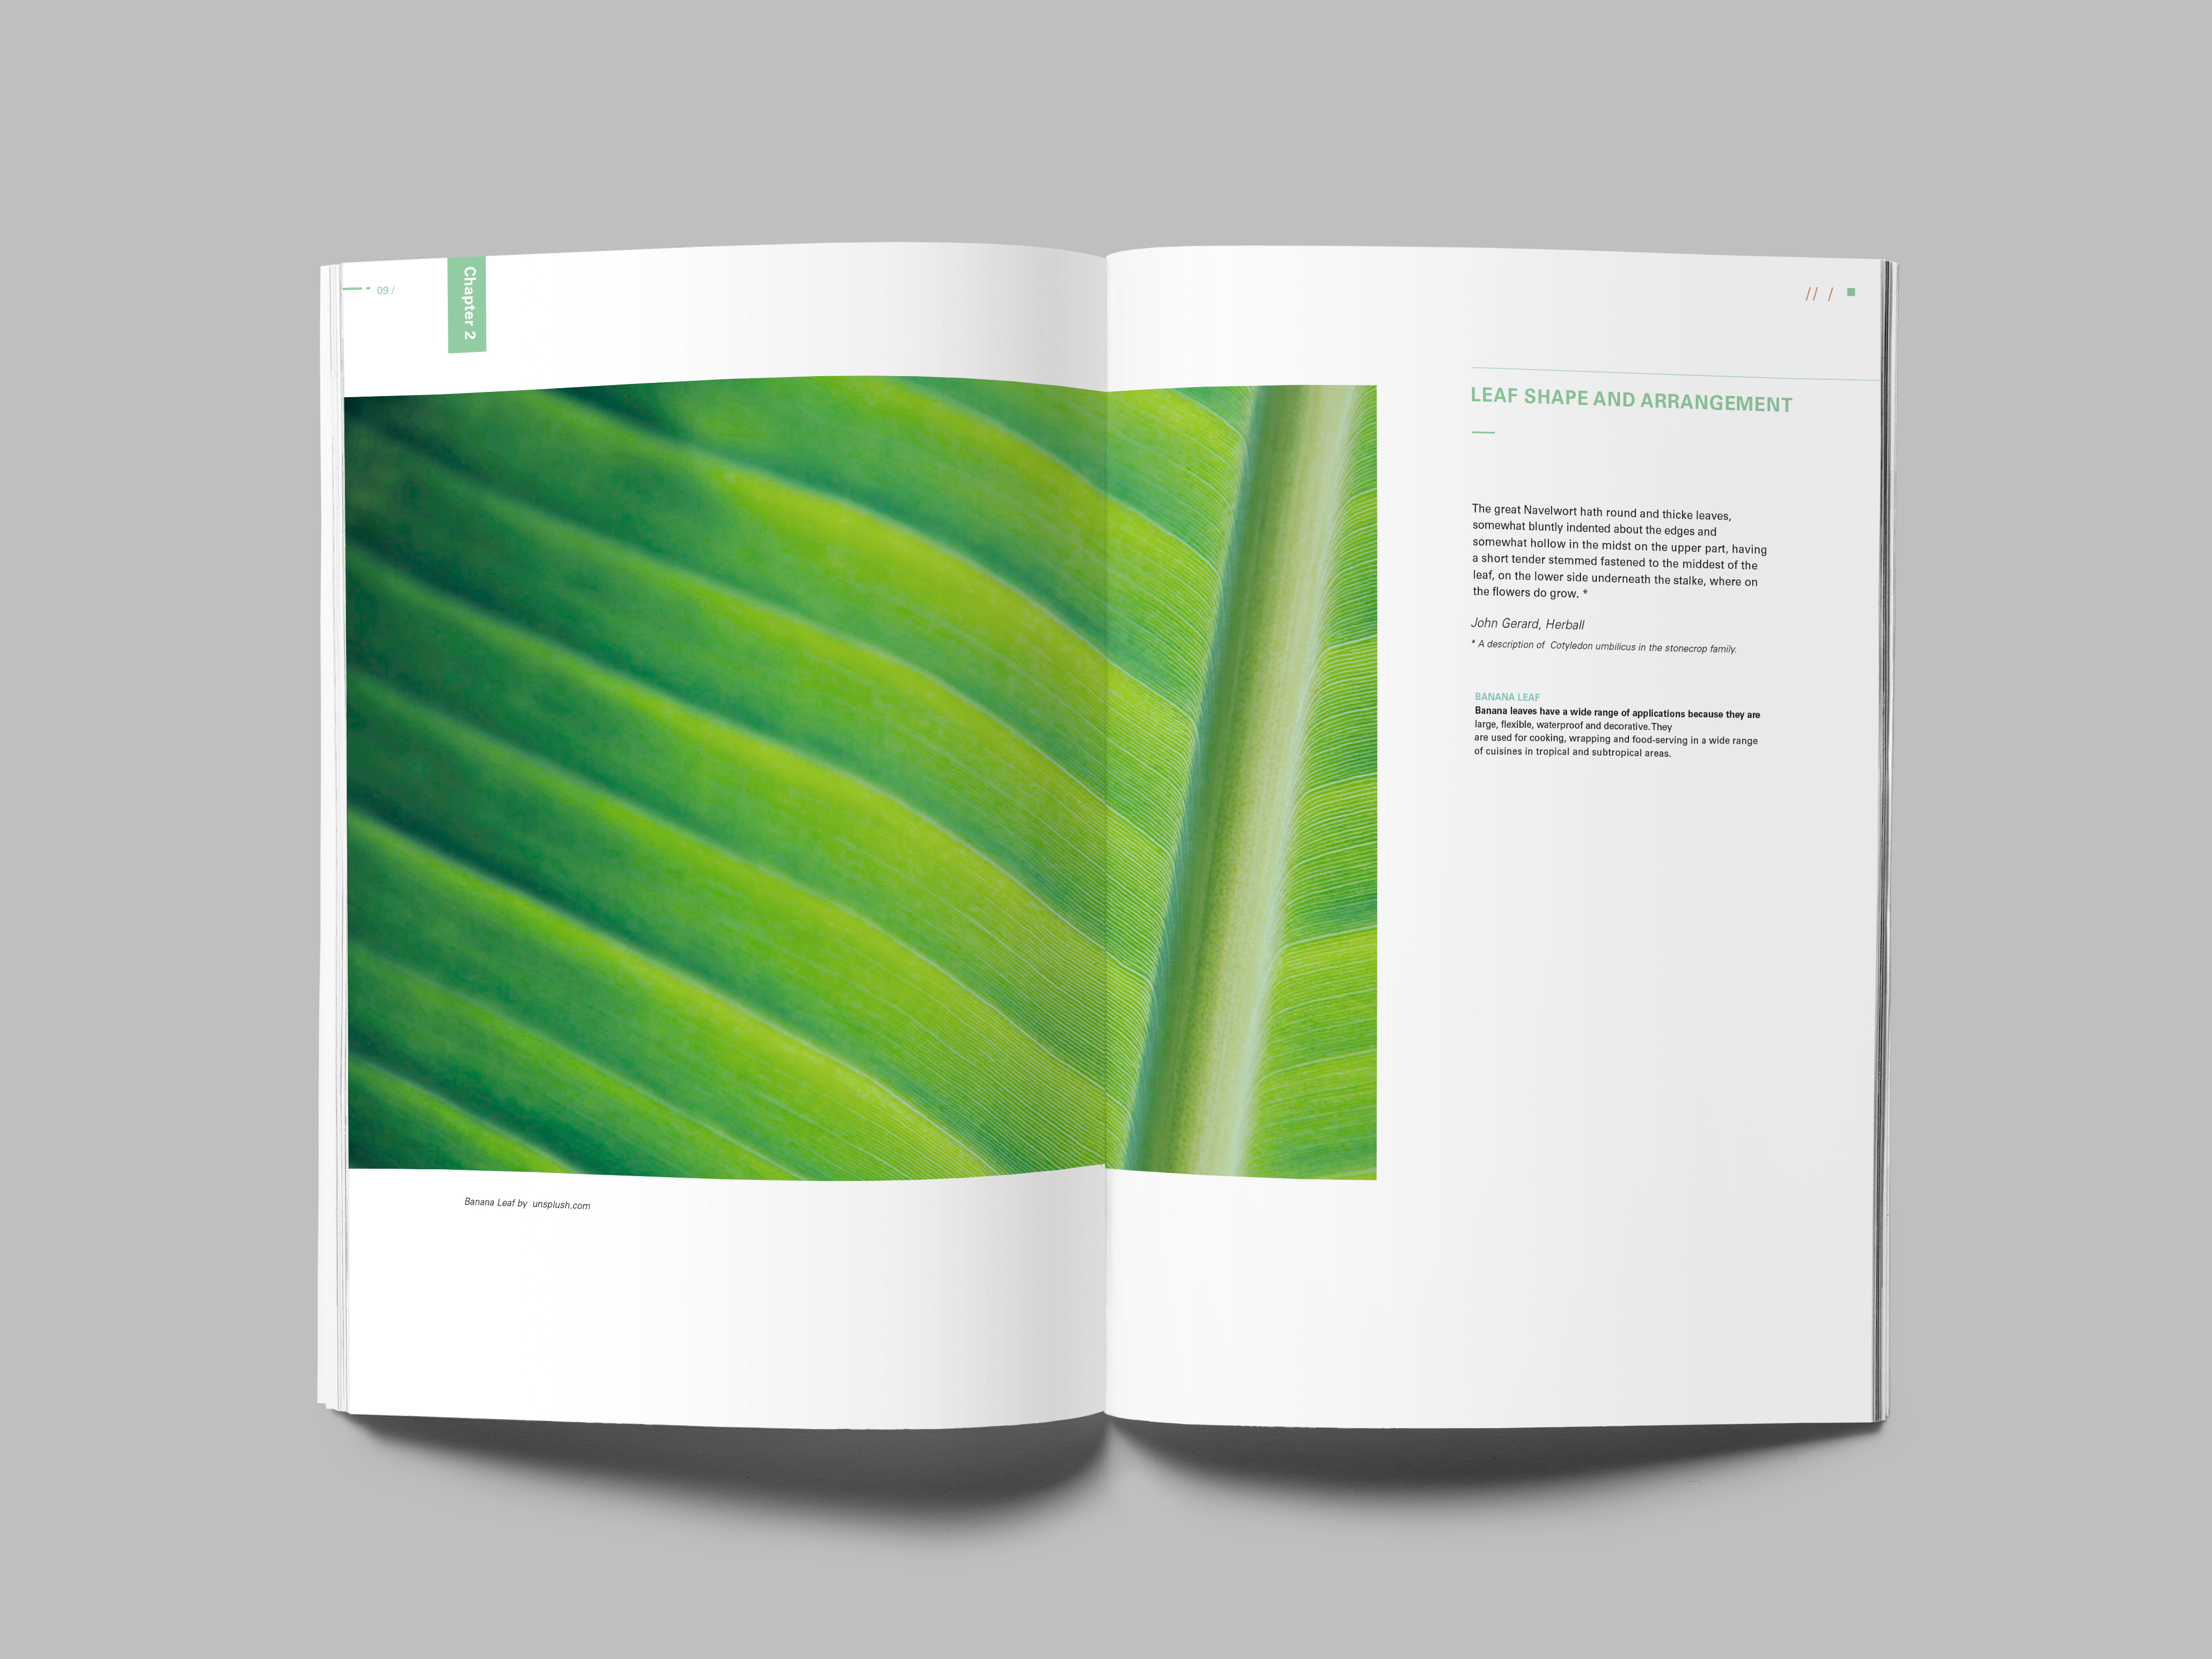 09 /
Chapter 2
Banana Leaf by unsplush.com
// /
LEAF SHAPE AND ARRANGEMENT
The great Navelwort hath round and thicke leaves,
somewhat bluntly indented about the edges and
somewhat hollow in the midst on the upper part, having
a short tender stemmed fastened to the middest of the
leaf, on the lower side underneath the stalke, where on
the flowers do grow. *
John Gerard, Herball
* A description of Cotyledon umbilicus in the stonecrop family.
BANANA LEAF
Banana leaves have a wide range of applications because they are
large, flexible, waterproof and decorative.They
are used for cooking, wrapping and food-serving in a wide range
of cuisines in tropical and subtropical areas.